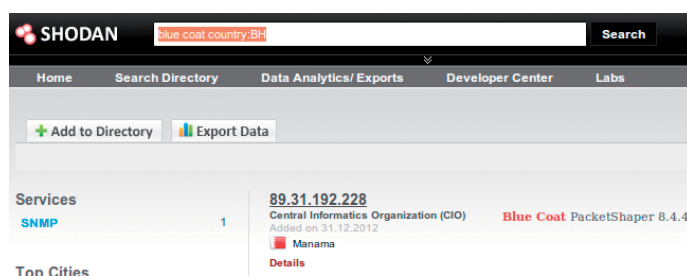 SHODAN blue coat country:BH Search
Home Search Directory Data Analytics/ Exports Developer Center Labs
+ Add to Directory Export Data
Services
SNMP 1
Top Cities
89.31.192.228
Central Informatics Organization (CIO)
Added on 31.12.2012
Manama
Details
Blue Coat PacketShaper 8.4.4